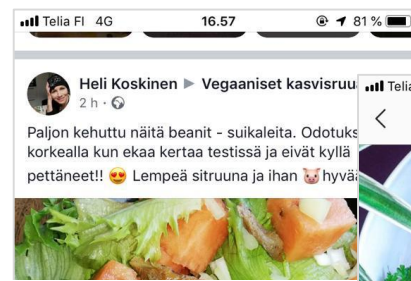 Telia FI 4G 16.57 81 %
Heli Koskinen ▶ Vegaaniset kasvisruu
2 h ·
Paljon kehuttu näitä beanit - suikaleita. Odotuks
korkealla kun ekaa kertaa testissä ja eivät kyllä
pettäneet!! 😍 Lempeä sitruuna ja ihan 🐷hyvää
Telia